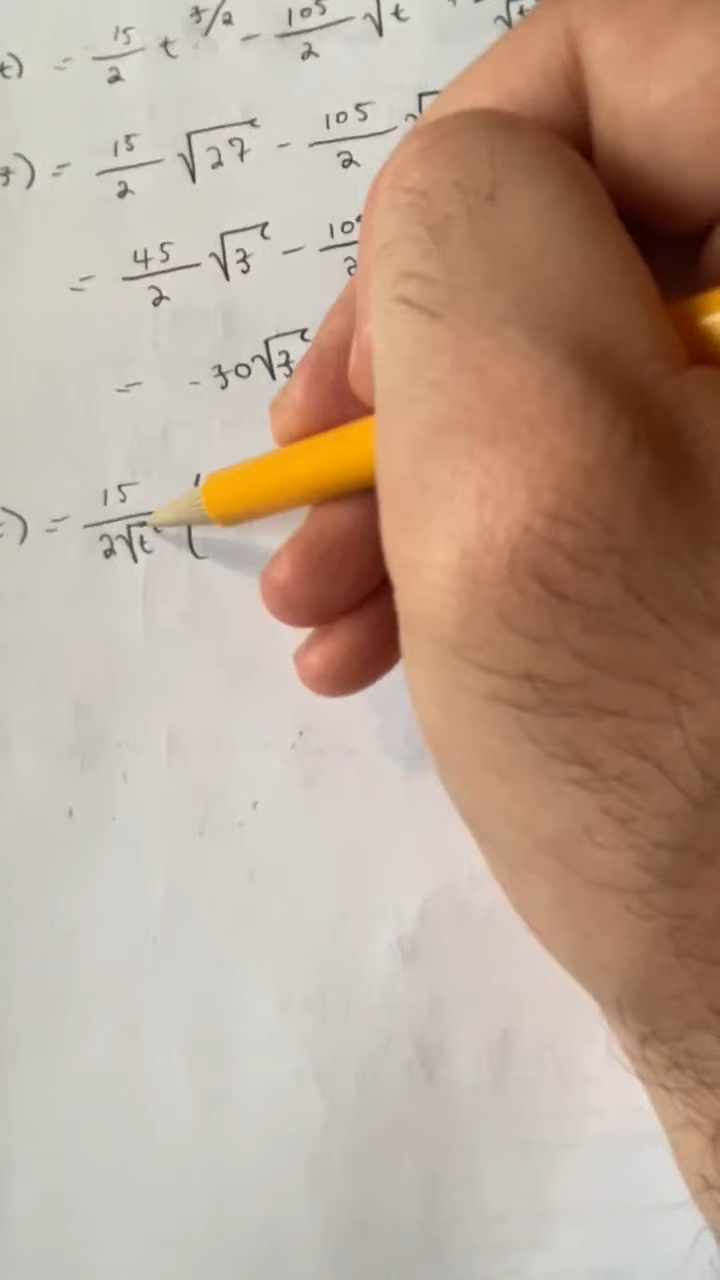 t) = 15/2 t^3/2 - 105/2 √t
) = 15/2 √27 - 105/2 √
= 45/2 √3 - 10
= -30√3
) = 15/2√t (